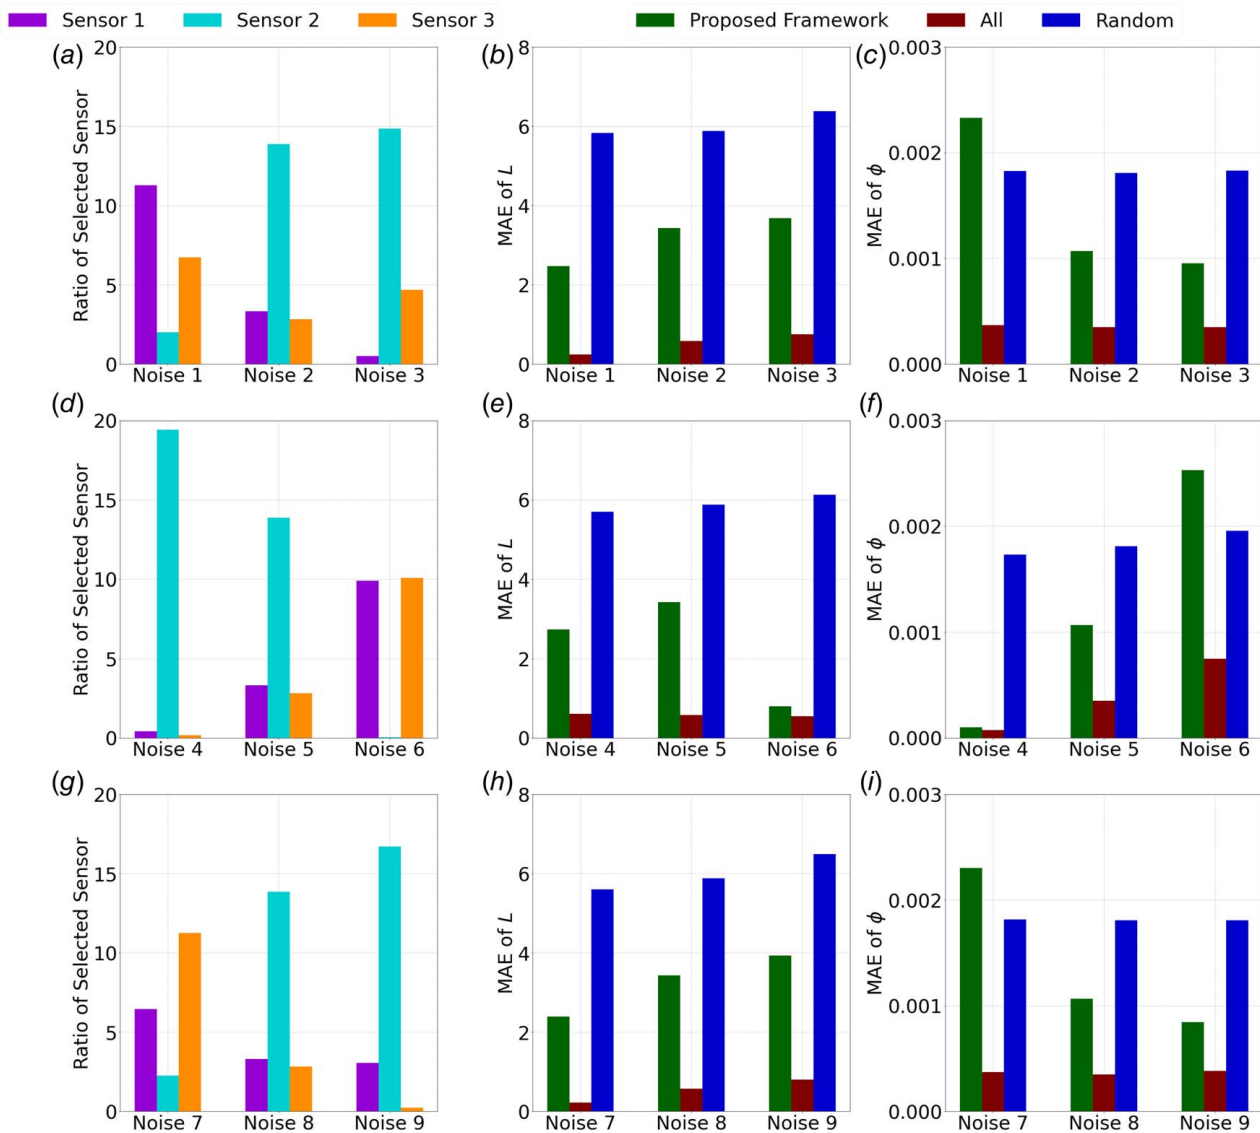 Sensor 1 Sensor 2 Sensor 3 Proposed Framework All Random
(a) (b) (c)
Ratio of Selected Sensor
20
15
10
5
0
Noise 1 Noise 2 Noise 3
MAE of L
8
6
4
2
0
Noise 1 Noise 2 Noise 3
MAE of ϕ
0.003
0.002
0.001
0.000
Noise 1 Noise 2 Noise 3
(d) (e) (f)
Ratio of Selected Sensor
20
15
10
5
0
Noise 4 Noise 5 Noise 6
MAE of L
8
6
4
2
0
Noise 4 Noise 5 Noise 6
MAE of ϕ
0.003
0.002
0.001
0.000
Noise 4 Noise 5 Noise 6
(g) (h) (i)
Ratio of Selected Sensor
20
15
10
5
0
Noise 7 Noise 8 Noise 9
MAE of L
8
6
4
2
0
Noise 7 Noise 8 Noise 9
MAE of ϕ
0.003
0.002
0.001
0.000
Noise 7 Noise 8 Noise 9